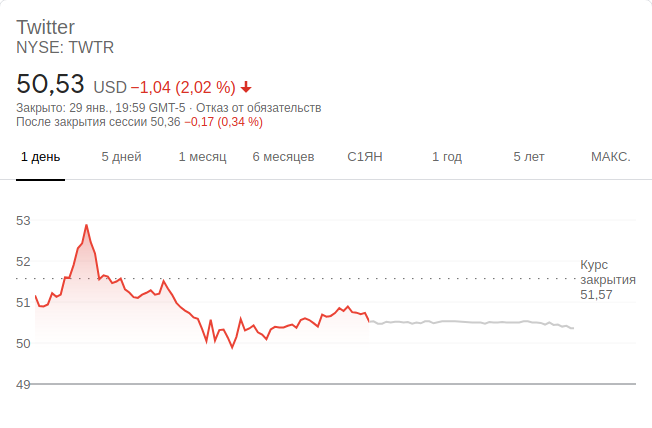 Twitter
NYSE: TWTR
50,53 USD −1,04 (2,02 %)
Закрыто: 29 янв., 19:59 GMT-5 · Отказ от обязательств
После закрытия сессии 50,36 −0,17 (0,34 %)
1 день 5 дней 1 месяц 6 месяцев С1ЯН 1 год 5 лет МАКС.
53
52
51
50
49
Курс
закрытия
51,57